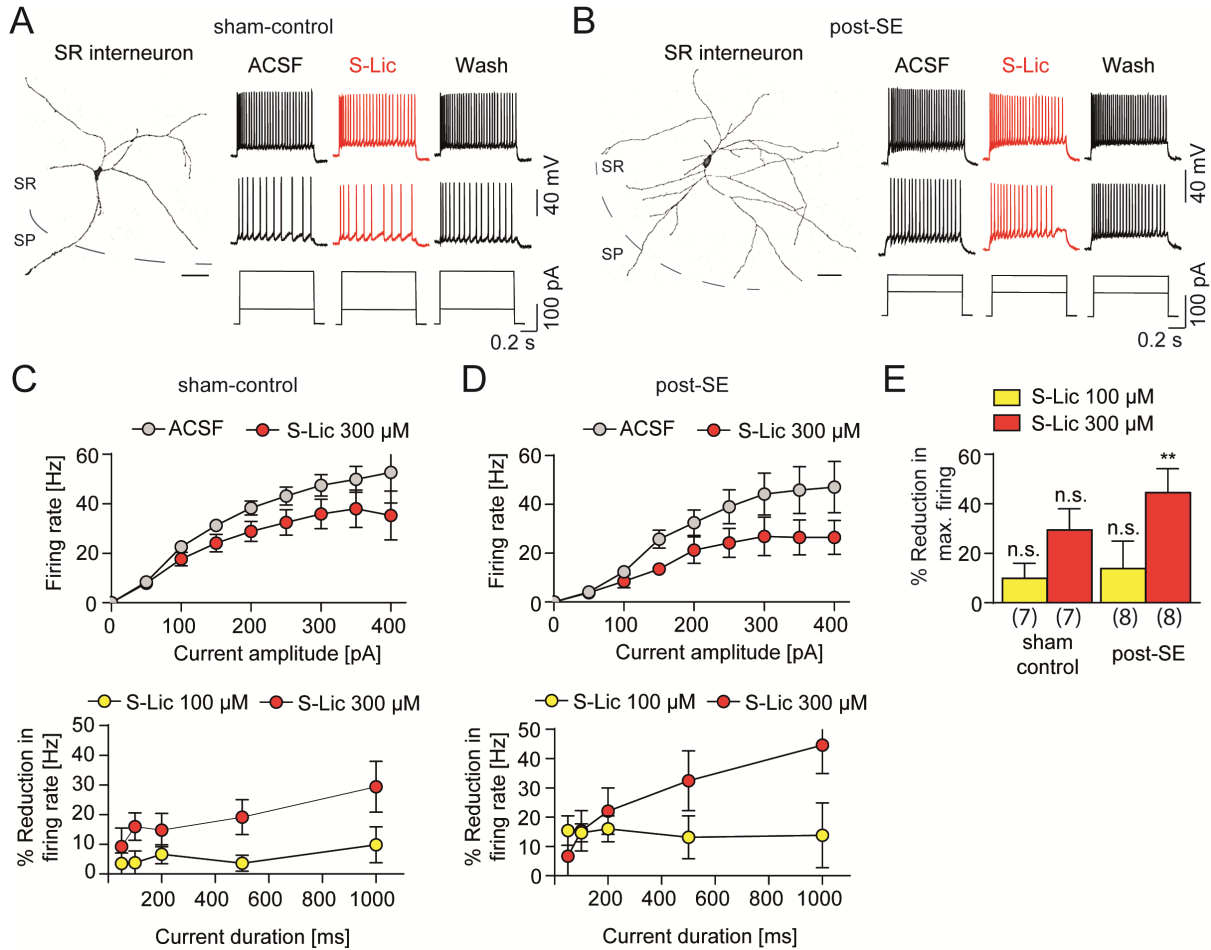 A
sham-control
SR interneuron
ACSF
S-Lic
Wash
SR
SP
40 mV
100 pA
0.2 s
B
post-SE
SR interneuron
ACSF
S-Lic
Wash
SR
SP
40 mV
100 pA
0.2 s
C
sham-control
ACSF
S-Lic 300 µM
Firing rate [Hz]
60
40
20
0
0
100
200
300
400
Current amplitude [pA]
S-Lic 100 µM
S-Lic 300 µM
% Reduction in
firing rate [Hz]
50
40
30
20
10
0
200
400
600
800
1000
Current duration [ms]
D
post-SE
ACSF
S-Lic 300 µM
Firing rate [Hz]
60
40
20
0
0
100
200
300
400
Current amplitude [pA]
S-Lic 100 µM
S-Lic 300 µM
% Reduction in
firing rate [Hz]
50
40
30
20
10
0
200
400
600
800
1000
Current duration [ms]
E
S-Lic 100 µM
S-Lic 300 µM
% Reduction in
max. firing
60
40
20
0
n.s.
n.s.
n.s.
**
(7)
(7)
(8)
(8)
sham
control
post-SE